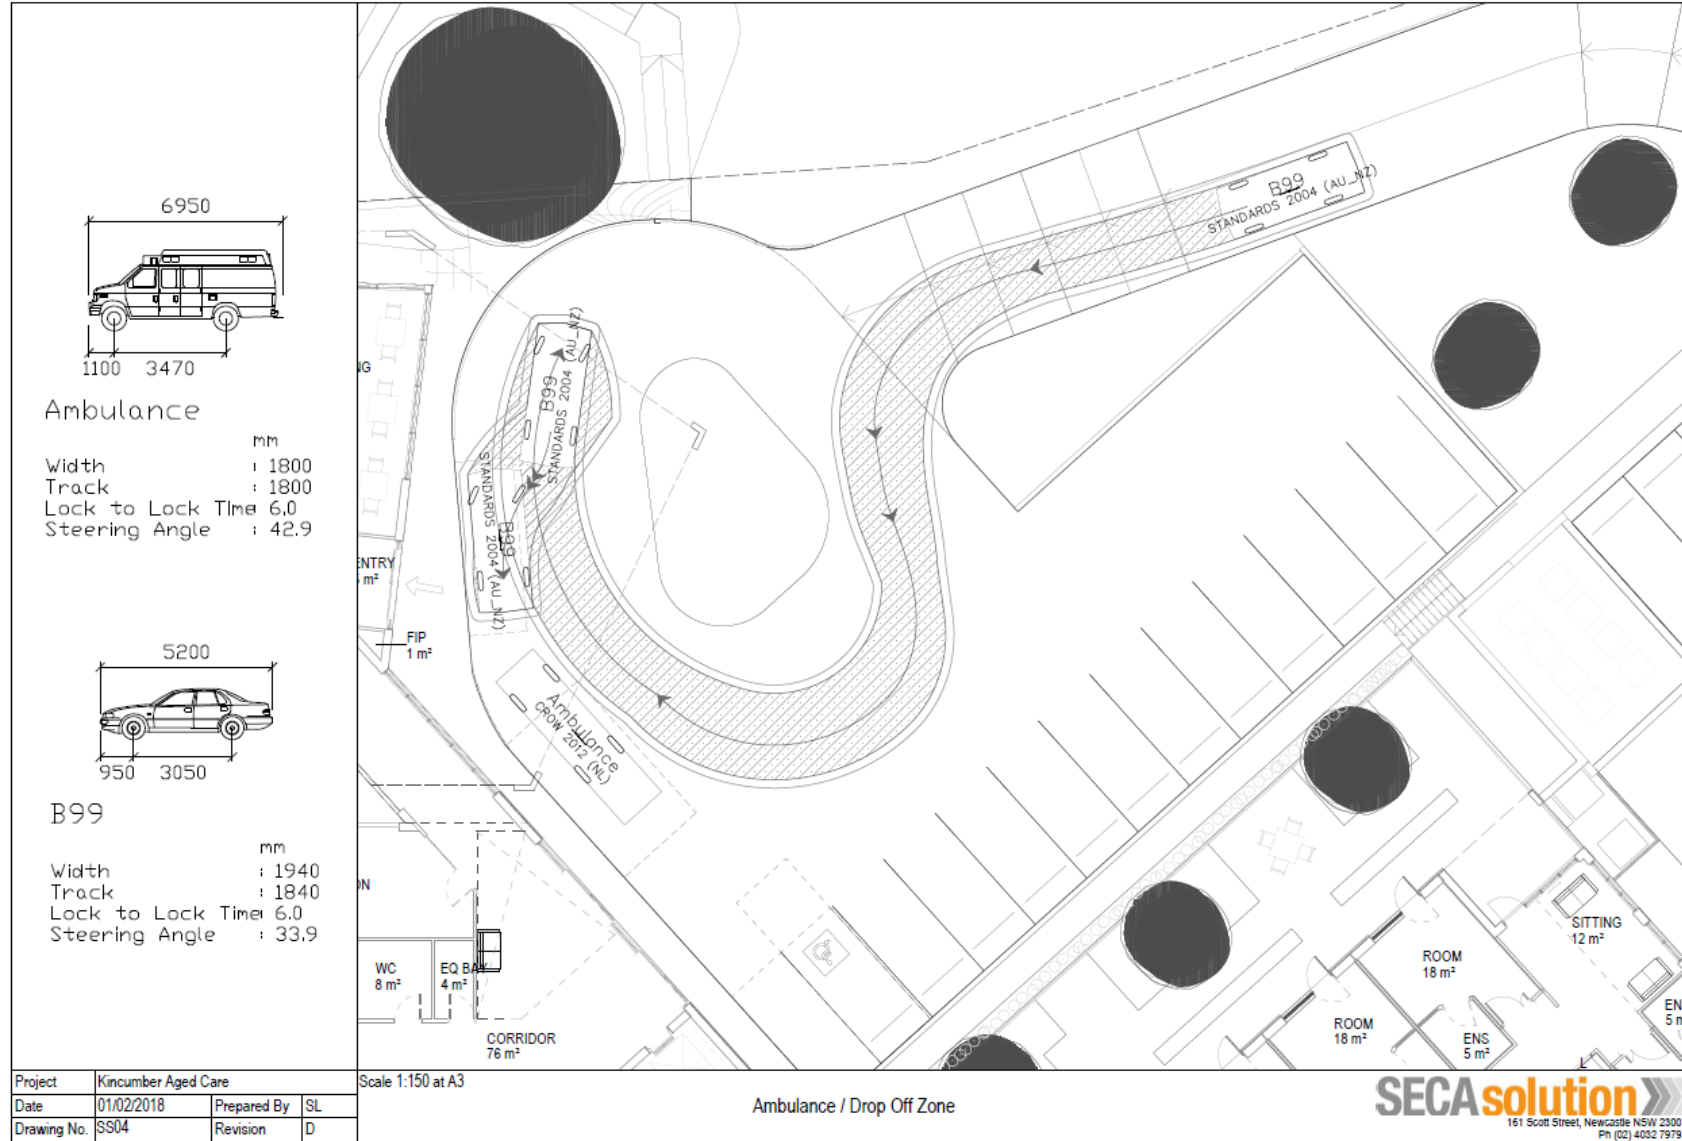 6950
1100 3470
Ambulance
mm
Width : 1800
Track : 1800
Lock to Lock Time 6.0
Steering Angle : 42.9
5200
950 3050
B99
mm
Width : 1940
Track : 1840
Lock to Lock Time 6.0
Steering Angle : 33.9
B99
STANDARDS 2004 (AU_NZ)
B99
STANDARDS 2004 (AU_NZ)
B99
STANDARDS 2004 (AU_NZ)
Ambulance
CROW 2012 (NL)
NG
ENTRY
m²
FIP
1 m²
ON
WC
8 m²
EQ BAY
4 m²
CORRIDOR
76 m²
SITTING
12 m²
ROOM
18 m²
ROOM
18 m²
ENS
5 m²
EN
5 m
L
Project Kincumber Aged Care
Date 01/02/2018 Prepared By SL
Drawing No. SS04 Revision D
Scale 1:150 at A3
Ambulance / Drop Off Zone
SECAsolution
161 Scott Street, Newcastle NSW 2300
Ph (02) 4032 7979